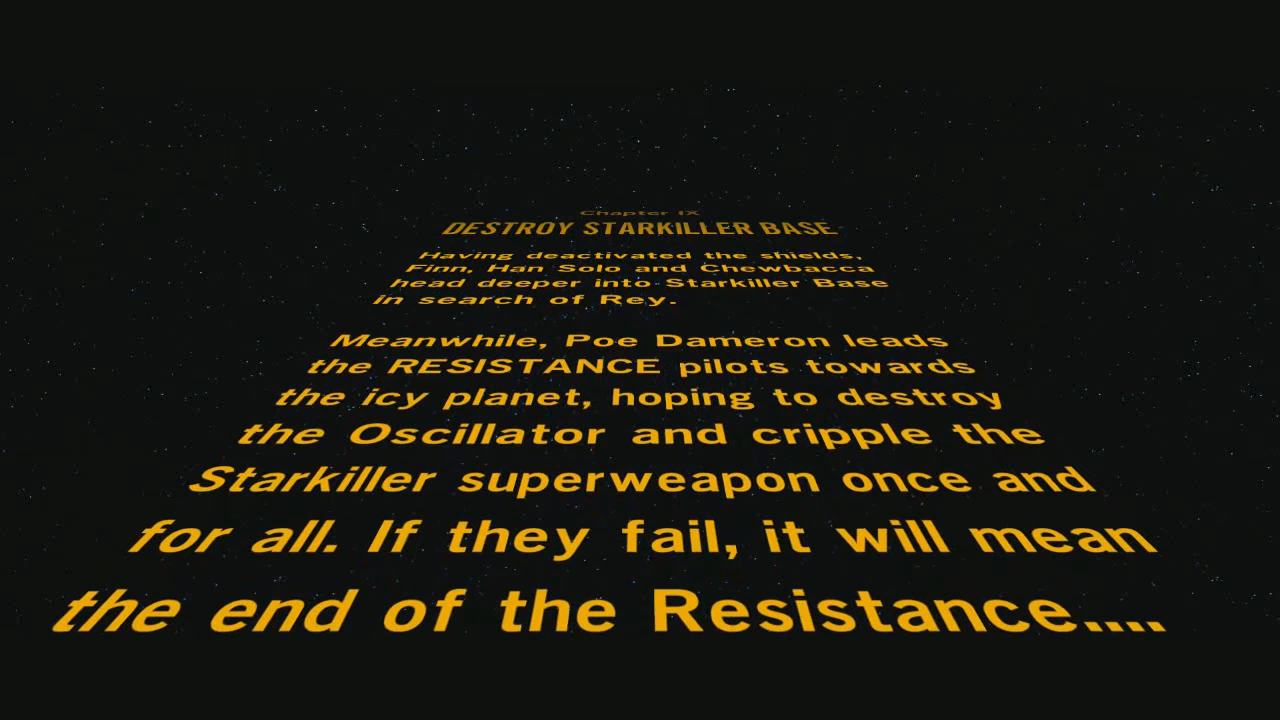 Chapter IX
DESTROY STARKILLER BASE
Having deactivated the shields,
Finn, Han Solo and Chewbacca
head deeper into Starkiller Base
in search of Rey.
Meanwhile, Poe Dameron leads
the RESISTANCE pilots towards
the icy planet, hoping to destroy
the Oscillator and cripple the
Starkiller superweapon once and
for all. If they fail, it will mean
the end of the Resistance....